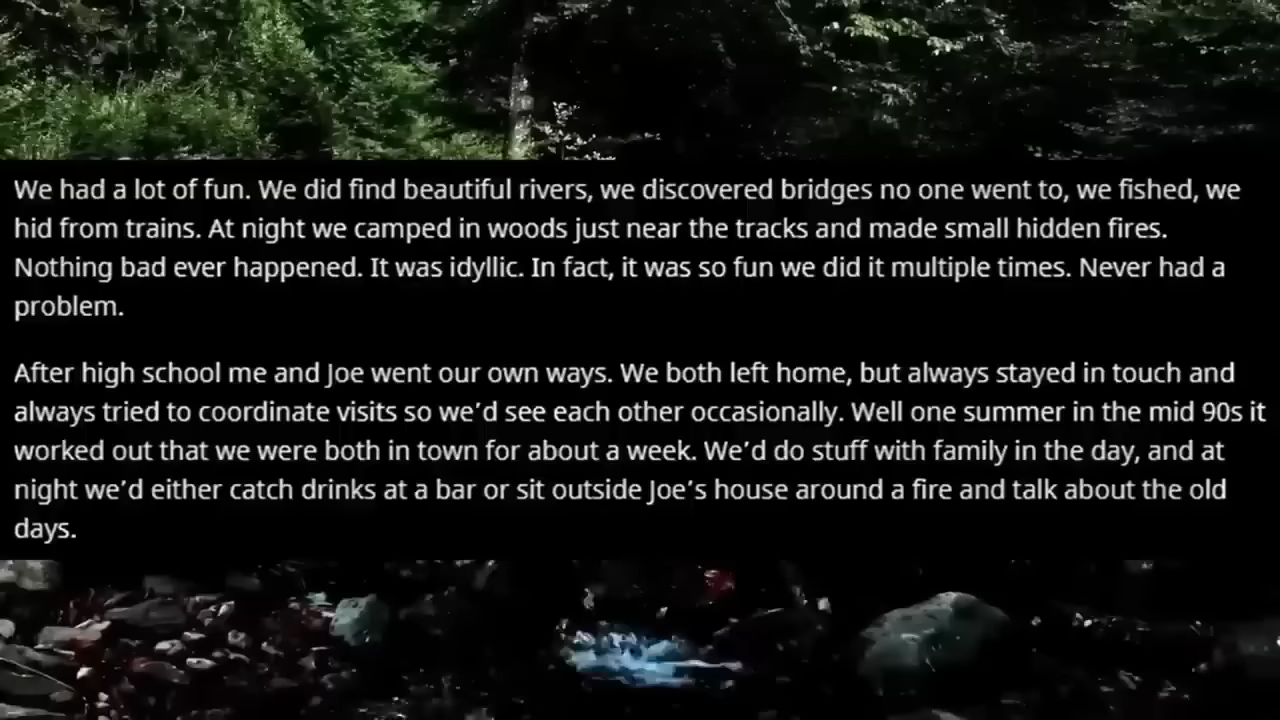 We had a lot of fun. We did find beautiful rivers, we discovered bridges no one went to, we fished, we
hid from trains. At night we camped in woods just near the tracks and made small hidden fires.
Nothing bad ever happened. It was idyllic. In fact, it was so fun we did it multiple times. Never had a
problem.
After high school me and Joe went our own ways. We both left home, but always stayed in touch and
always tried to coordinate visits so we’d see each other occasionally. Well one summer in the mid 90s it
worked out that we were both in town for about a week. We’d do stuff with family in the day, and at
night we’d either catch drinks at a bar or sit outside Joe’s house around a fire and talk about the old
days.